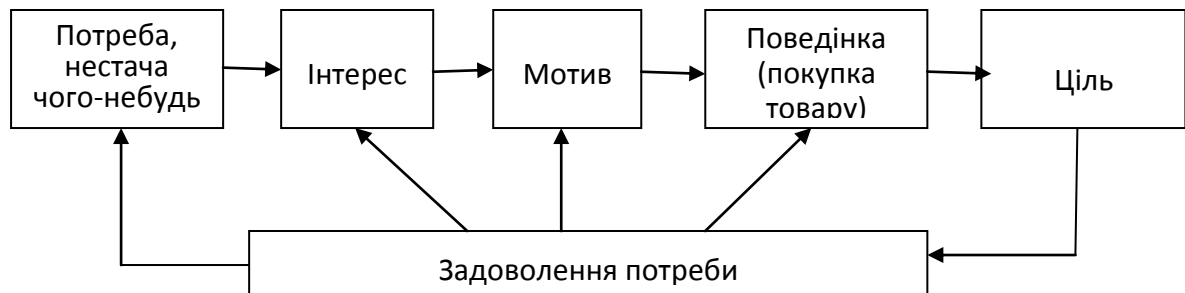 Потреба,
нестача
чого-небудь
Інтерес
Мотив
Поведінка
(покупка
товару)
Ціль
Задоволення потреби